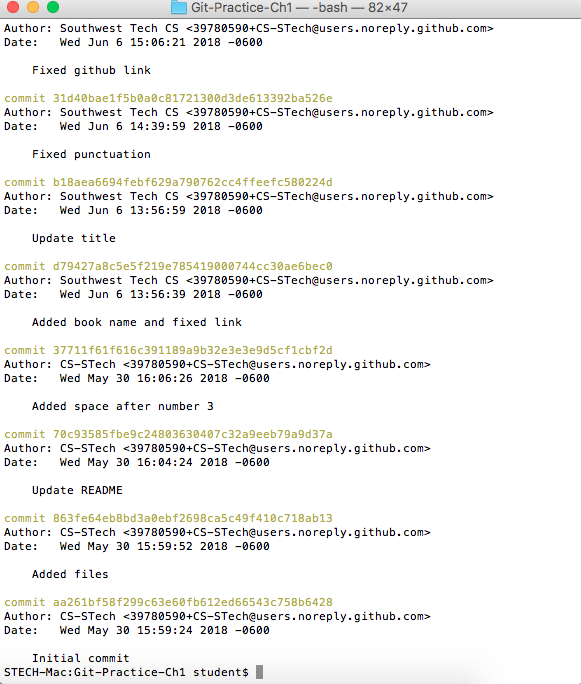 Git-Practice-Ch1 — -bash — 82×47
Author: Southwest Tech CS <39780590+CS-STech@users.noreply.github.com>
Date:   Wed Jun 6 15:06:21 2018 -0600
Fixed github link
commit 31d40bae1f5b0a0c81721300d3de613392ba526e
Author: Southwest Tech CS <39780590+CS-STech@users.noreply.github.com>
Date:   Wed Jun 6 14:39:59 2018 -0600
Fixed punctuation
commit b18aea6694febf629a790762cc4ffeefc580224d
Author: Southwest Tech CS <39780590+CS-STech@users.noreply.github.com>
Date:   Wed Jun 6 13:56:59 2018 -0600
Update title
commit d79427a8c5e5f219e785419000744cc30ae6bec0
Author: Southwest Tech CS <39780590+CS-STech@users.noreply.github.com>
Date:   Wed Jun 6 13:56:39 2018 -0600
Added book name and fixed link
commit 37711f61f616c391189a9b32e3e3e9d5cf1cbf2d
Author: CS-STech <39780590+CS-STech@users.noreply.github.com>
Date:   Wed May 30 16:06:26 2018 -0600
Added space after number 3
commit 70c93585fbe9c24803630407c32a9eeb79a9d37a
Author: CS-STech <39780590+CS-STech@users.noreply.github.com>
Date:   Wed May 30 16:04:24 2018 -0600
Update README
commit 863fe64eb8bd3a0ebf2698ca5c49f410c718ab13
Author: CS-STech <39780590+CS-STech@users.noreply.github.com>
Date:   Wed May 30 15:59:52 2018 -0600
Added files
commit aa261bf58f299c63e60fb612ed66543c758b6428
Author: CS-STech <39780590+CS-STech@users.noreply.github.com>
Date:   Wed May 30 15:59:24 2018 -0600
Initial commit
STECH-Mac:Git-Practice-Ch1 student$